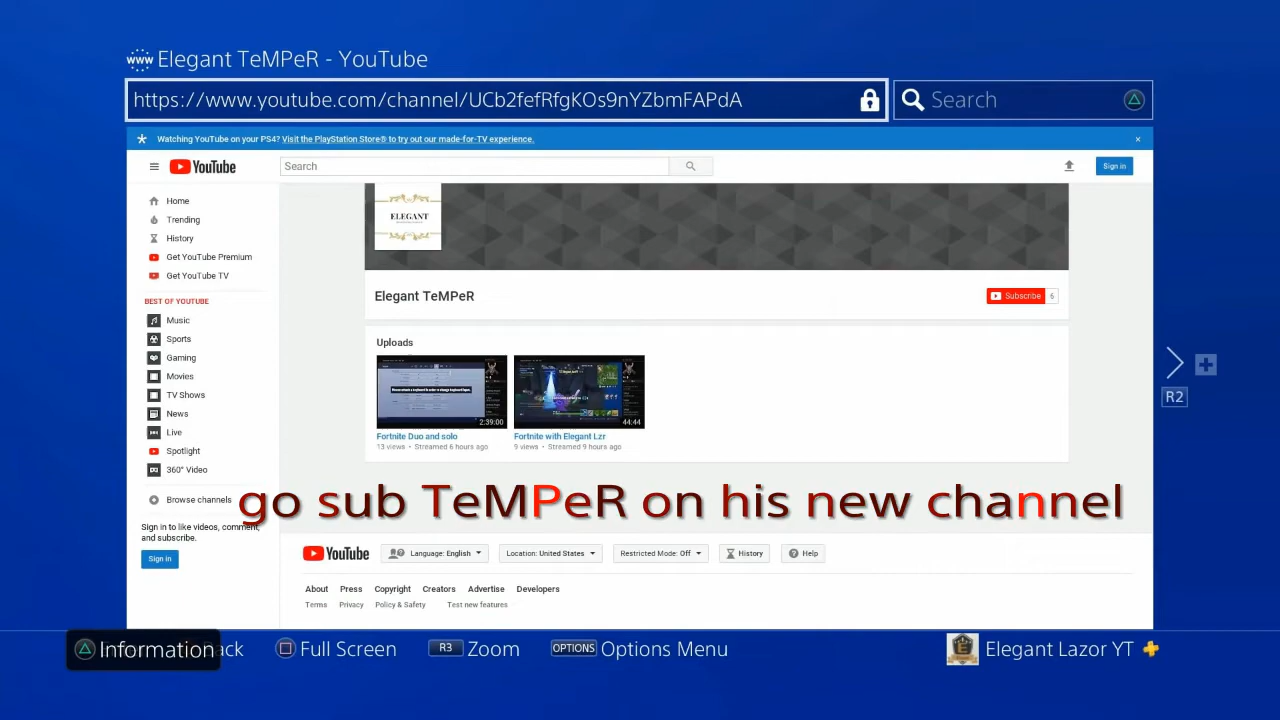 Elegant TeMPeR - YouTube
https://www.youtube.com/channel/UCb2fefRfgKOs9nYZbmFAPdA
Search
Watching YouTube on your PS4? Visit the PlayStation Store® to try out our made-for-TV experience.
YouTube
Search
Sign in
Home
Trending
History
Get YouTube Premium
Get YouTube TV
BEST OF YOUTUBE
Music
Sports
Gaming
Movies
TV Shows
News
Live
Spotlight
360° Video
Browse channels
Sign in to like videos, comment,
and subscribe.
Sign in
ELEGANT
Elegant TeMPeR
Subscribe 6
Uploads
2:39:00
44:44
Fortnite Duo and solo
13 views • Streamed 6 hours ago
Fortnite with Elegant Lzr
9 views • Streamed 9 hours ago
go sub TeMPeR on his new channel
YouTube
Language: English
Location: United States
Restricted Mode: Off
History
Help
About Press Copyright Creators Advertise Developers
Terms Privacy Policy & Safety Test new features
R2
Information
Full Screen
R3 Zoom
OPTIONS Options Menu
Elegant Lazor YT